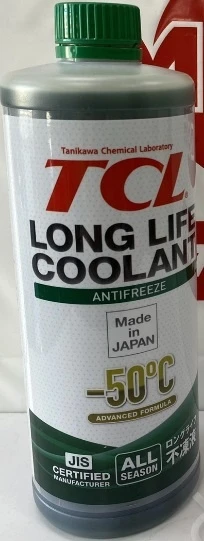 Tanikawa Chemical Laboratory
TCL
LONG LIFE
COOLANT
ANTIFREEZE
Made
in
JAPAN
-50ºC
ADVANCED FORMULA
JIS
CERTIFIED
MANUFACTURER
ALL
SEASON
ロングライフ
不凍液